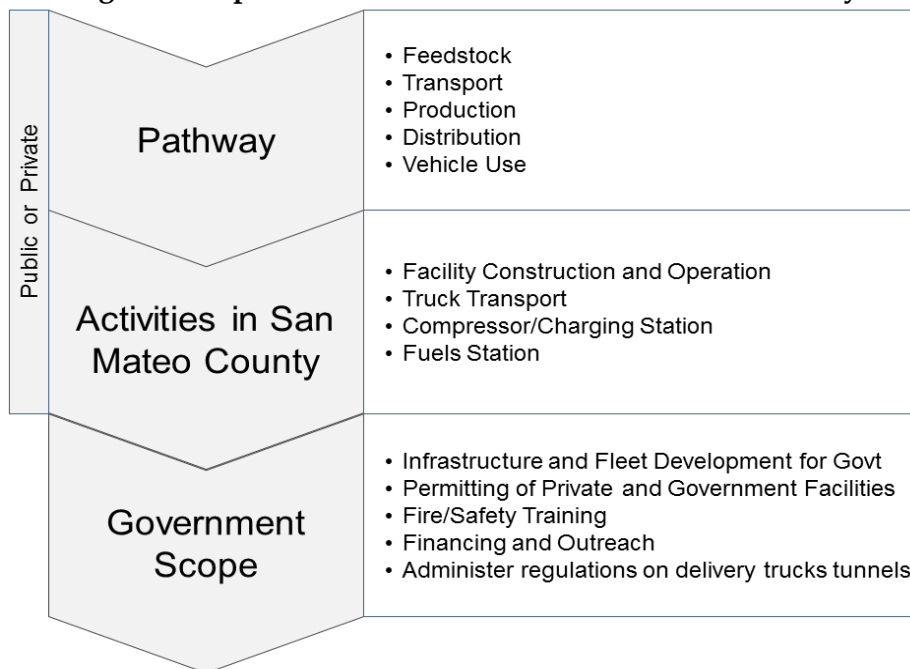 Public or Private
Pathway
• Feedstock
• Transport
• Production
• Distribution
• Vehicle Use
Activities in San
Mateo County
• Facility Construction and Operation
• Truck Transport
• Compressor/Charging Station
• Fuels Station
Government
Scope
• Infrastructure and Fleet Development for Govt
• Permitting of Private and Government Facilities
• Fire/Safety Training
• Financing and Outreach
• Administer regulations on delivery trucks tunnels